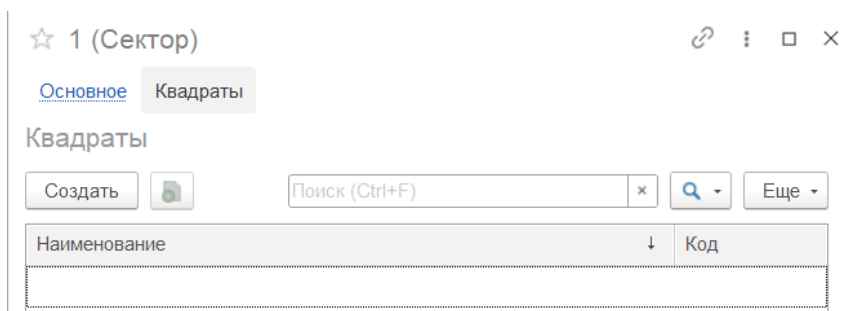 1 (Сектор)
Основное Квадраты
Квадраты
Создать Поиск (Ctrl+F) × Еще
Наименование ↓ Код